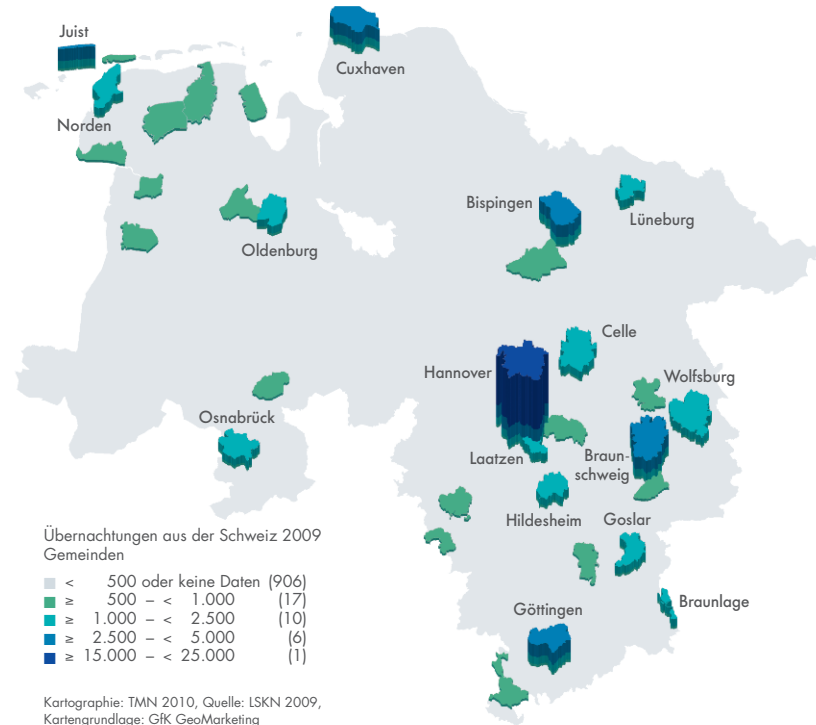 Juist
Cuxhaven
Norden
Bispingen
Lüneburg
Oldenburg
Celle
Hannover
Wolfsburg
Osnabrück
Laatzen
Braun-
schweig
Hildesheim
Goslar
Übernachtungen aus der Schweiz 2009
Gemeinden
< 500 oder keine Daten (906)
≥ 500 – < 1.000 (17)
≥ 1.000 – < 2.500 (10)
≥ 2.500 – < 5.000 (6)
≥ 15.000 – < 25.000 (1)
Göttingen
Braunlage
Kartographie: TMN 2010, Quelle: LSKN 2009,
Kartengrundlage: GfK GeoMarketing